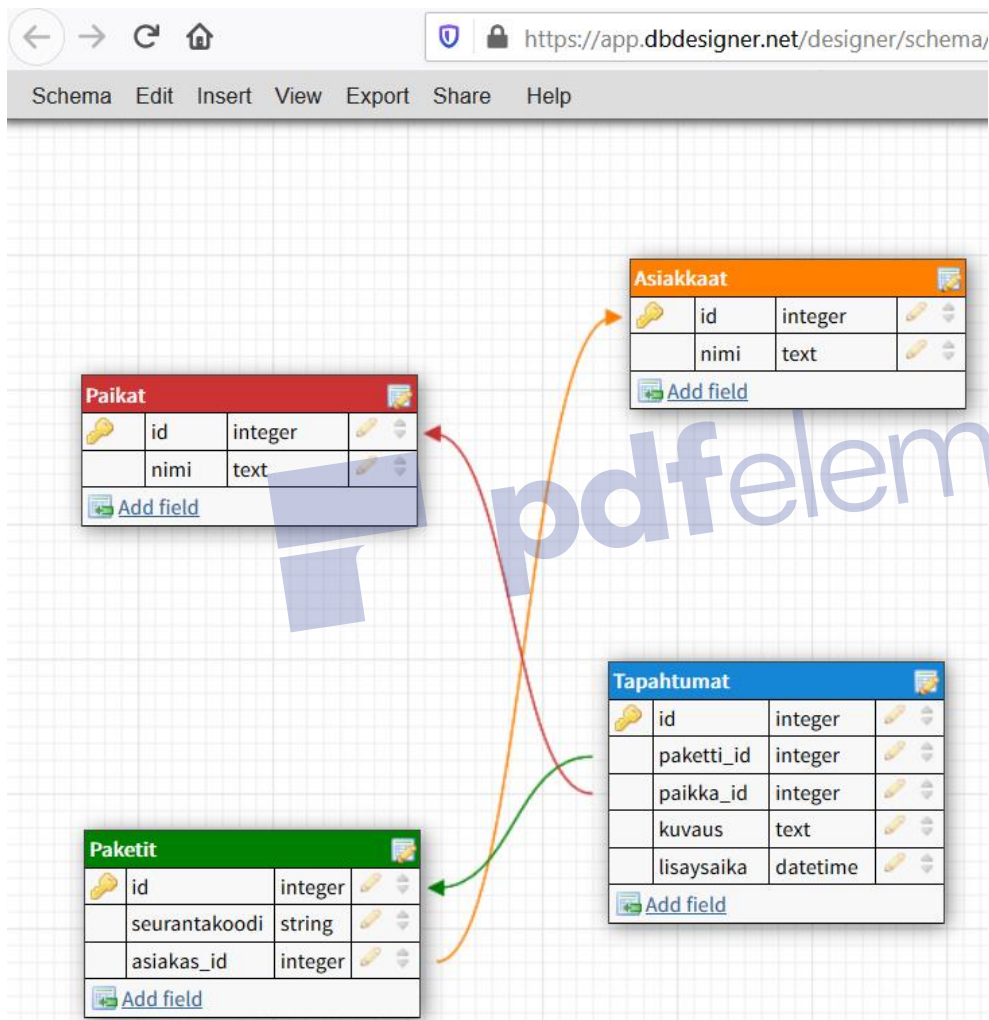 https://app.dbdesigner.net/designer/schema/
Schema Edit Insert View Export Share Help
Asiakkaat
id integer
nimi text
Add field
Paikat
id integer
nimi text
Add field
pdfelem
Tapahtumat
id integer
paketti_id integer
paikka_id integer
kuvaus text
lisaysaika datetime
Add field
Paketit
id integer
seurantakoodi string
asiakas_id integer
Add field